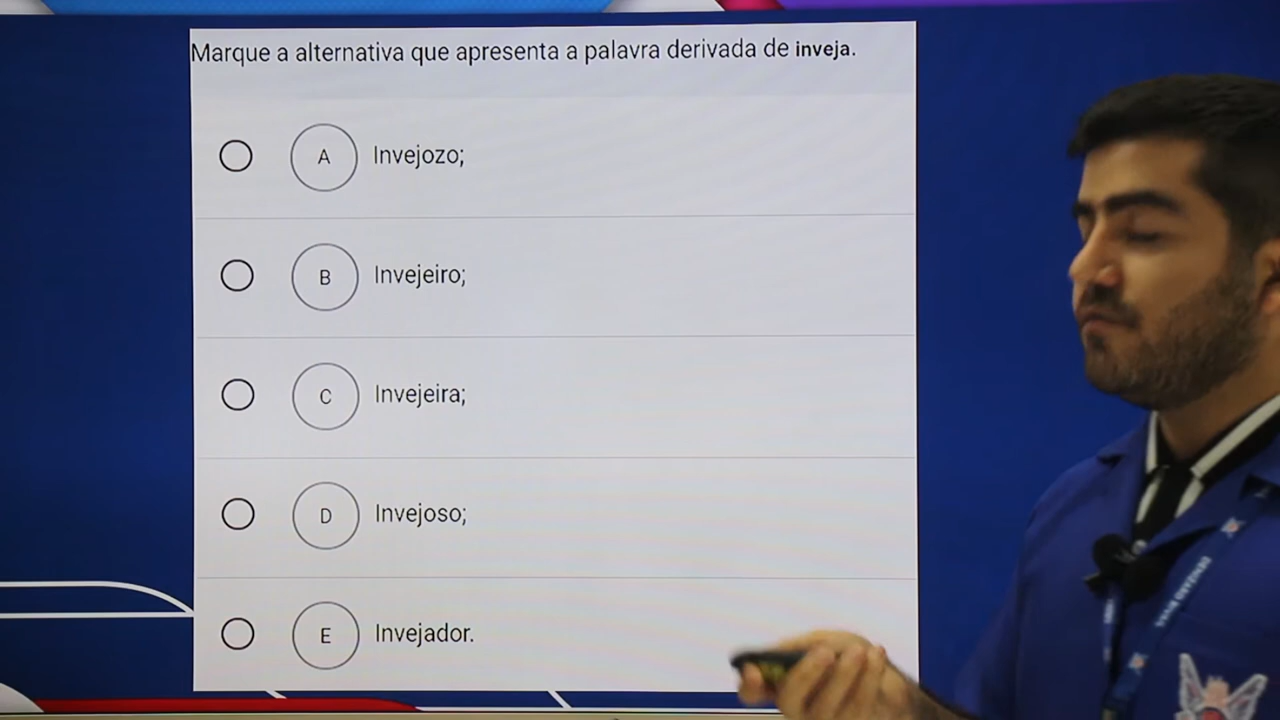 Marque a alternativa que apresenta a palavra derivada de inveja.
A Invejozo;
B Invejeiro;
C Invejeira;
D Invejoso;
E Invejador.